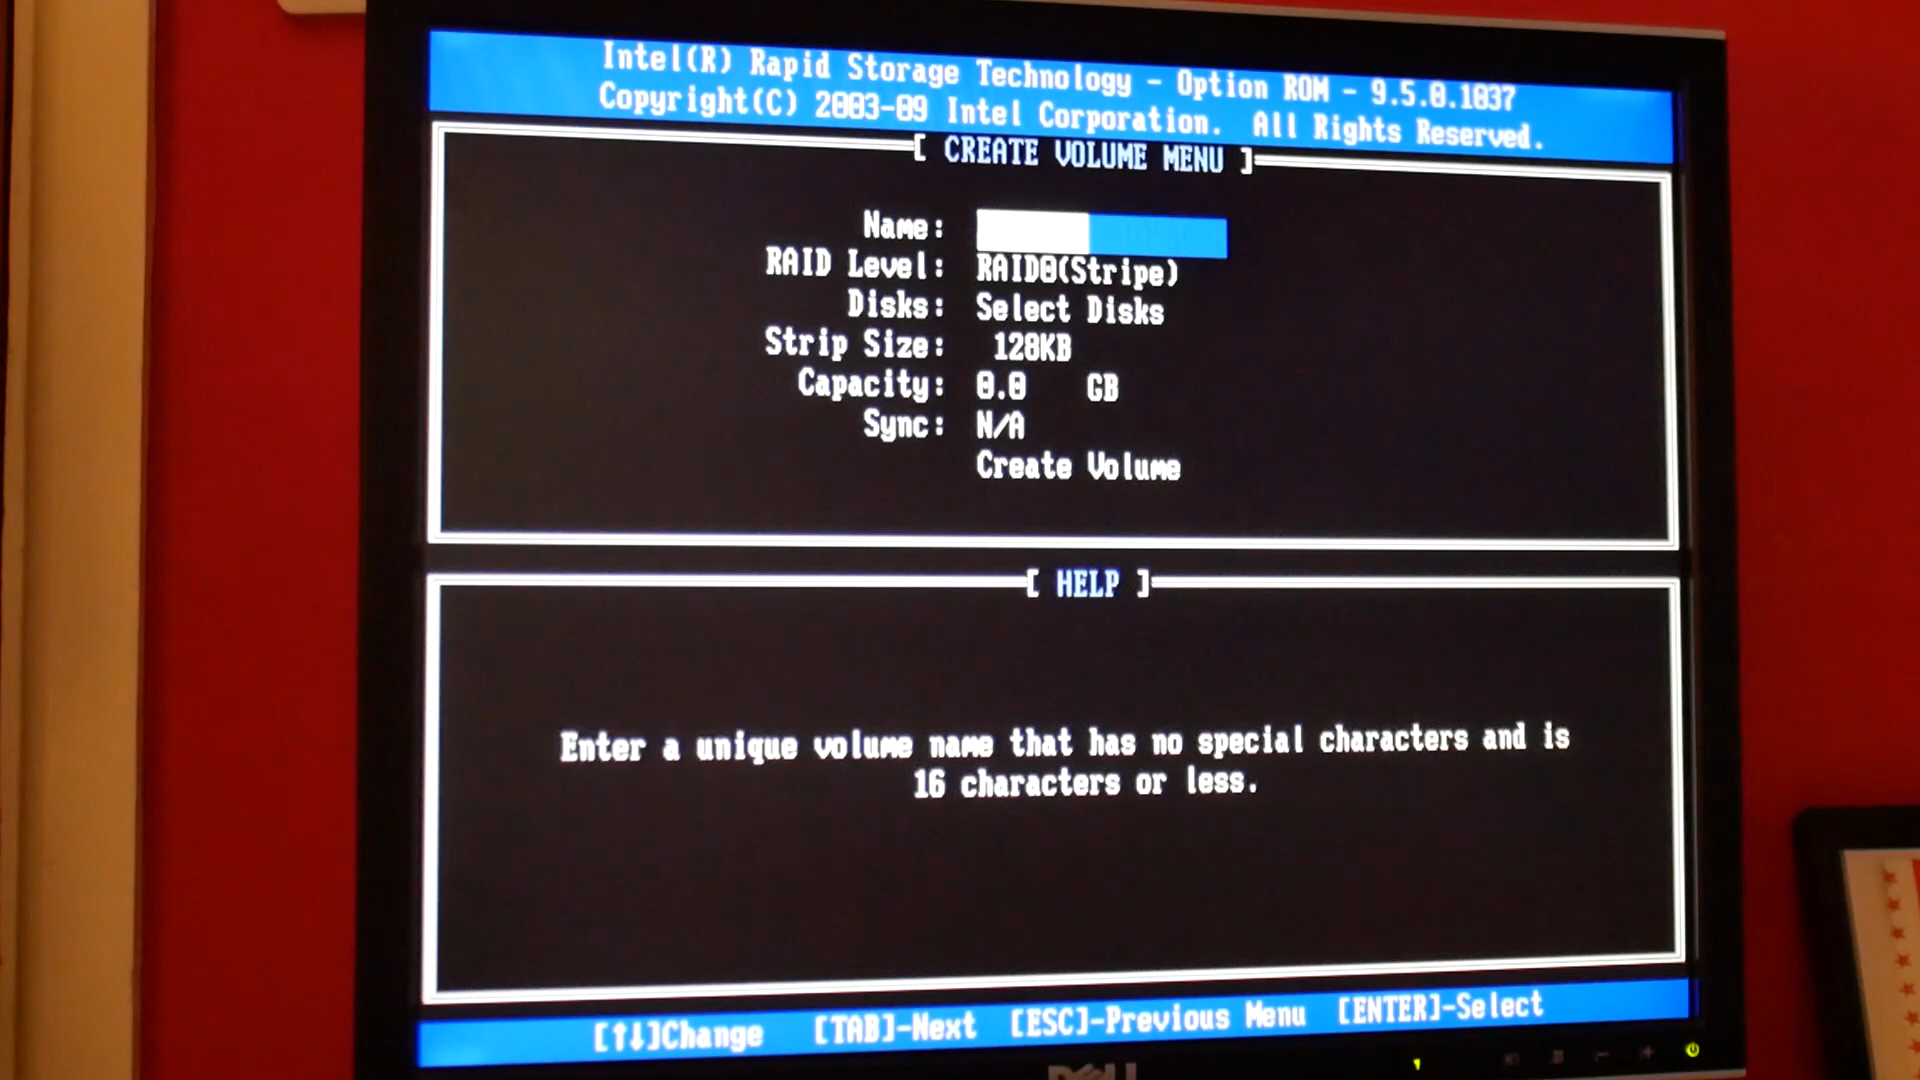 Intel(R) Rapid Storage Technology - Option ROM - 9.5.0.1037
Copyright(C) 2003-09 Intel Corporation. All Rights Reserved.
[ CREATE VOLUME MENU ]
Name:
RAID Level: RAID0(Stripe)
Disks: Select Disks
Strip Size: 128KB
Capacity: 0.0 GB
Sync: N/A
Create Volume
[ HELP ]
Enter a unique volume name that has no special characters and is
16 characters or less.
[↑↓]Change [TAB]-Next [ESC]-Previous Menu [ENTER]-Select
DELL